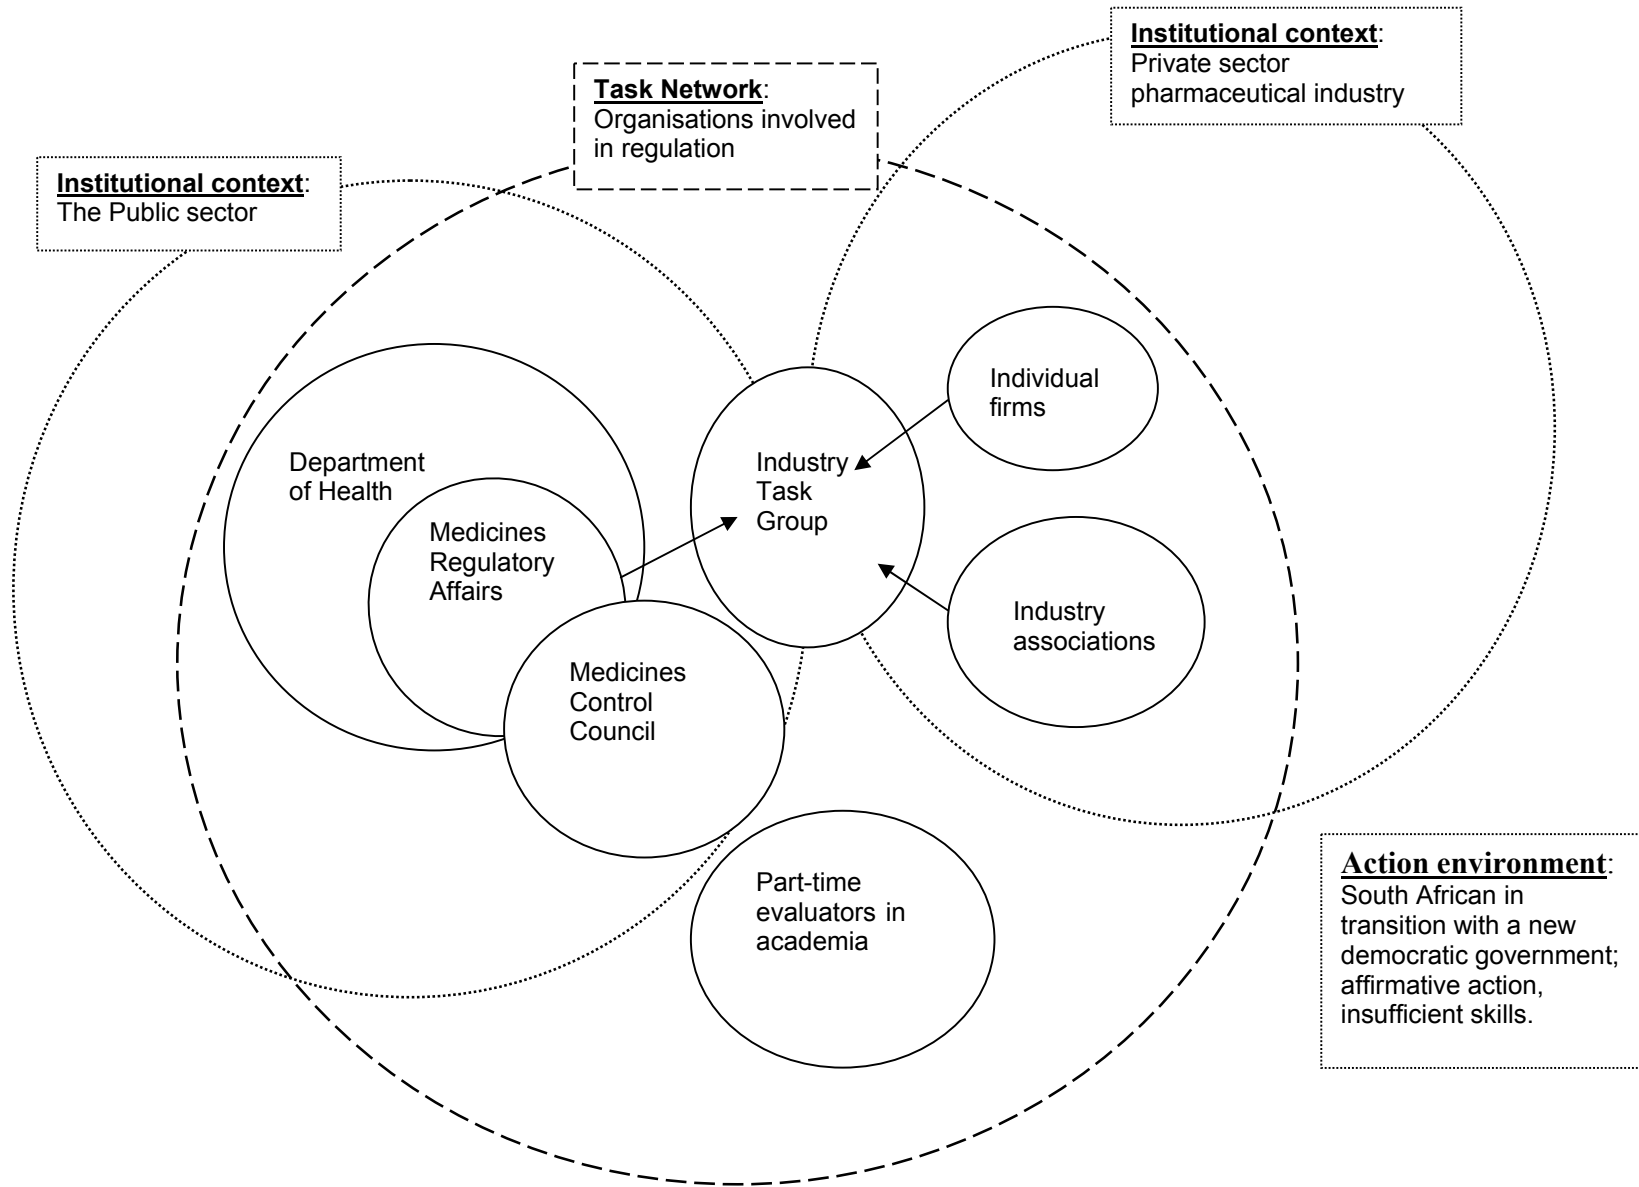 Institutional context:
Private sector
pharmaceutical industry
Task Network:
Organisations involved
in regulation
Institutional context:
The Public sector
Individual
firms
Department
of Health
Industry
Task
Group
Medicines
Regulatory
Affairs
Industry
associations
Medicines
Control
Council
Part-time
evaluators in
academia
Action environment:
South African in
transition with a new
democratic government;
affirmative action,
insufficient skills.